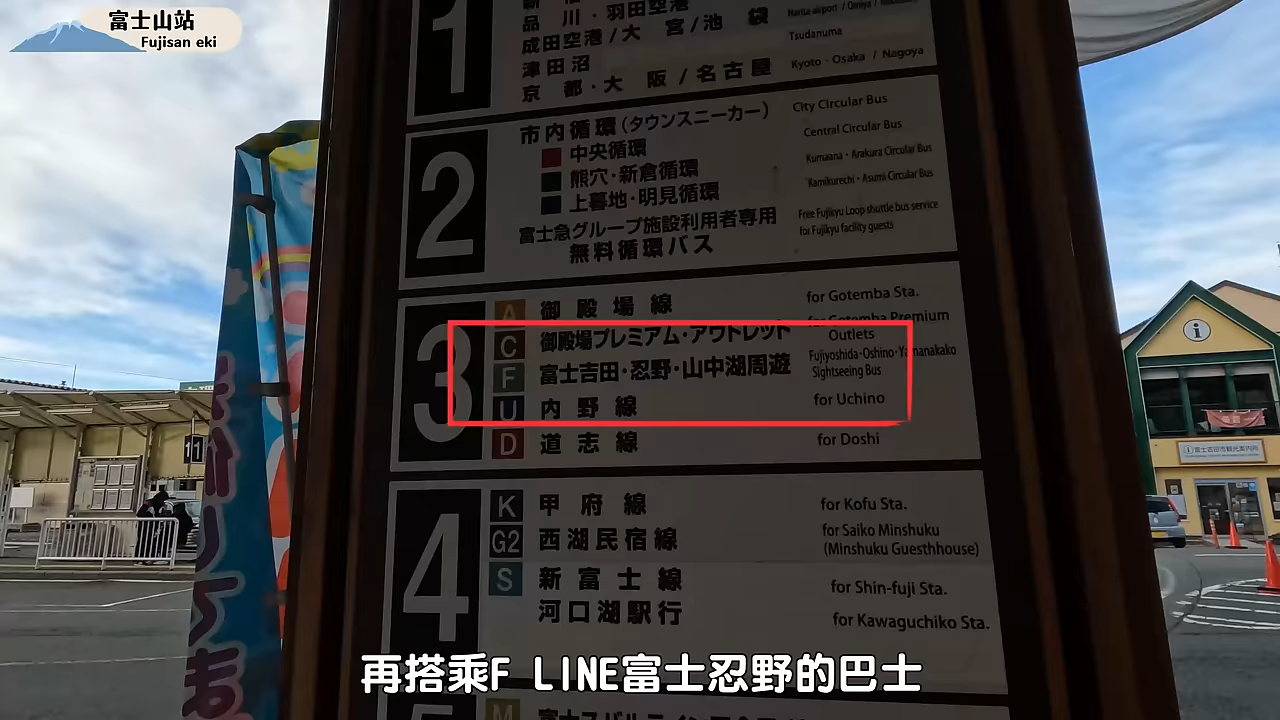 富士山站
Fujisan eki
1
品川・羽田空港
成田空港/大宮/池袋
津田沼
Tsudanuma
京都・大阪/名古屋
Kyoto・Osaka / Nagoya
2
市内循環(タウンスニーカー)
City Circular Bus
中央循環
Central Circular Bus
熊穴・新倉循環
Kumaana・Arakura Circular Bus
上暮地・明見循環
Kamikurechi・Asumi Circular Bus
富士急グループ施設利用者専用
無料循環バス
Free Fujikyu Loop shuttle bus service
for Fujikyu facility guests
3
A 御殿場線
for Gotemba Sta.
C 御殿場プレミアム・アウトレット
for Gotemba Premium
Outlets
F 富士吉田・忍野・山中湖周遊
Fujiyoshida・Oshino・Yamanakako
Sightseeing Bus
U 内野線
for Uchino
D 道志線
for Doshi
4
K 甲府線
for Kofu Sta.
G2 西湖民宿線
for Saiko Minshuku
(Minshuku Guesthhouse)
S 新富士線
for Shin-fuji Sta.
河口湖駅行
for Kawaguchiko Sta.
M
11
i
富士吉田市観光案内所
再搭乘F LINE富士忍野的巴士